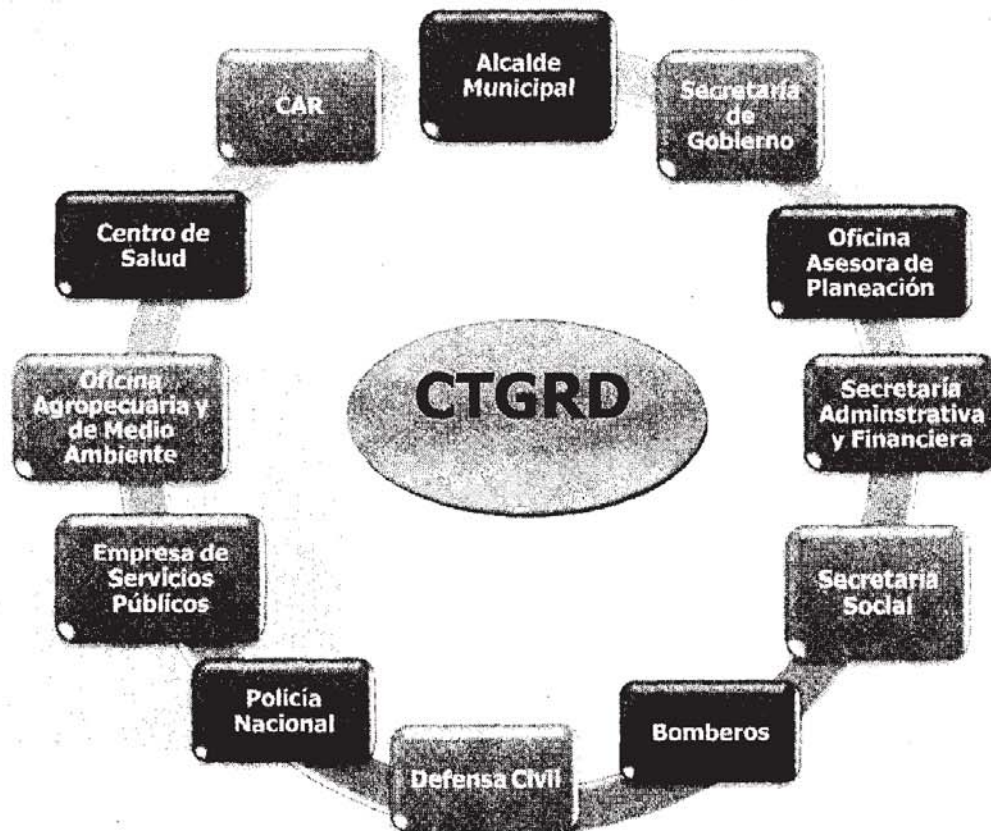 Alcalde
Municipal
Secretaría
de
Gobierno
Oficina
Asesora de
Planeación
Secretaría
Adminstrativa
y Financiera
Secretaría
Social
Bomberos
Defensa Civil
Policía
Nacional
Empresa de
Servicios
Públicos
Oficina
Agropecuaria y
de Medio
Ambiente
Centro de
Salud
CAR
CTGRD